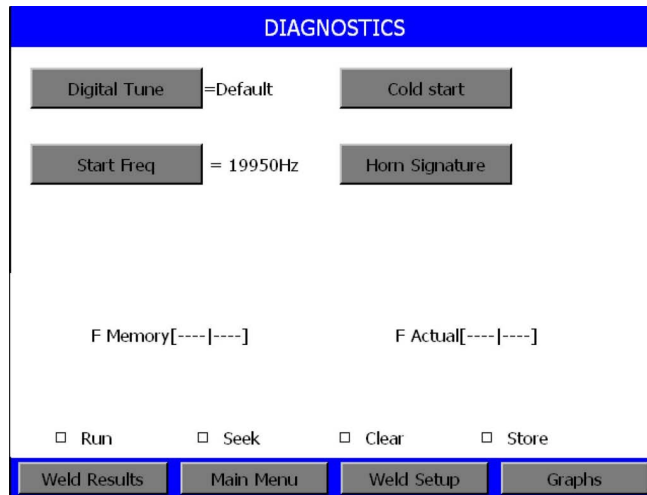 DIAGNOSTICS
Digital Tune =Default Cold start
Start Freq = 19950Hz Horn Signature
F Memory[----|----] F Actual[----|----]
Run Seek Clear Store
Weld Results Main Menu Weld Setup Graphs